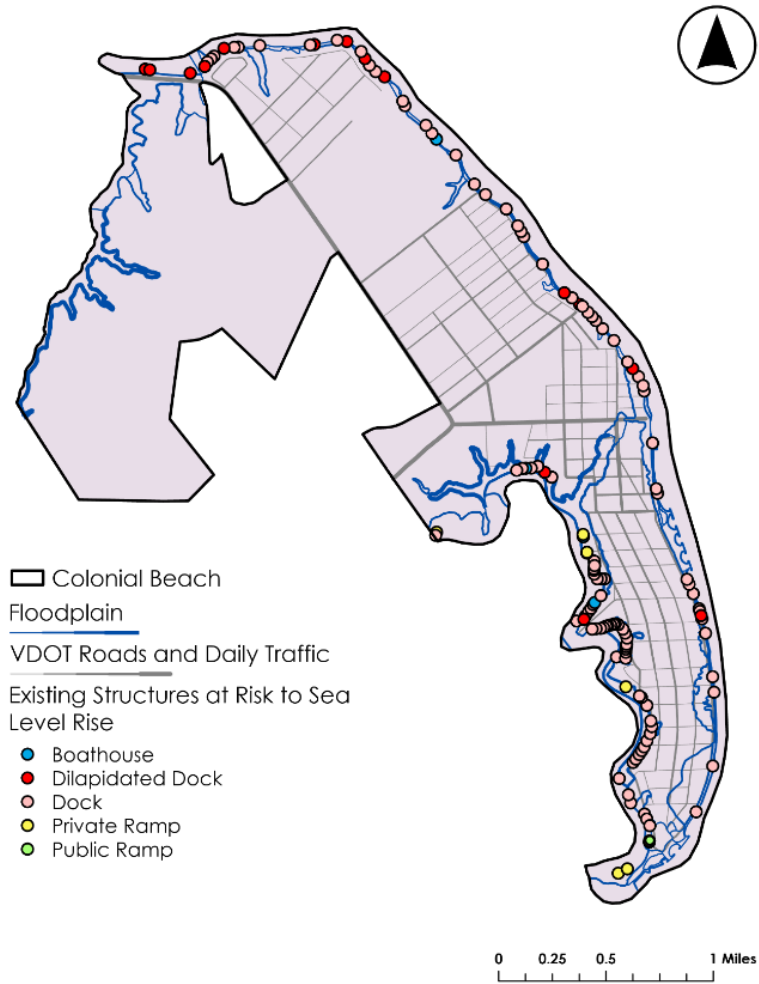 Colonial Beach
Floodplain
VDOT Roads and Daily Traffic
Existing Structures at Risk to Sea
Level Rise
Boathouse
Dilapidated Dock
Dock
Private Ramp
Public Ramp
0 0.25 0.5 1 Miles